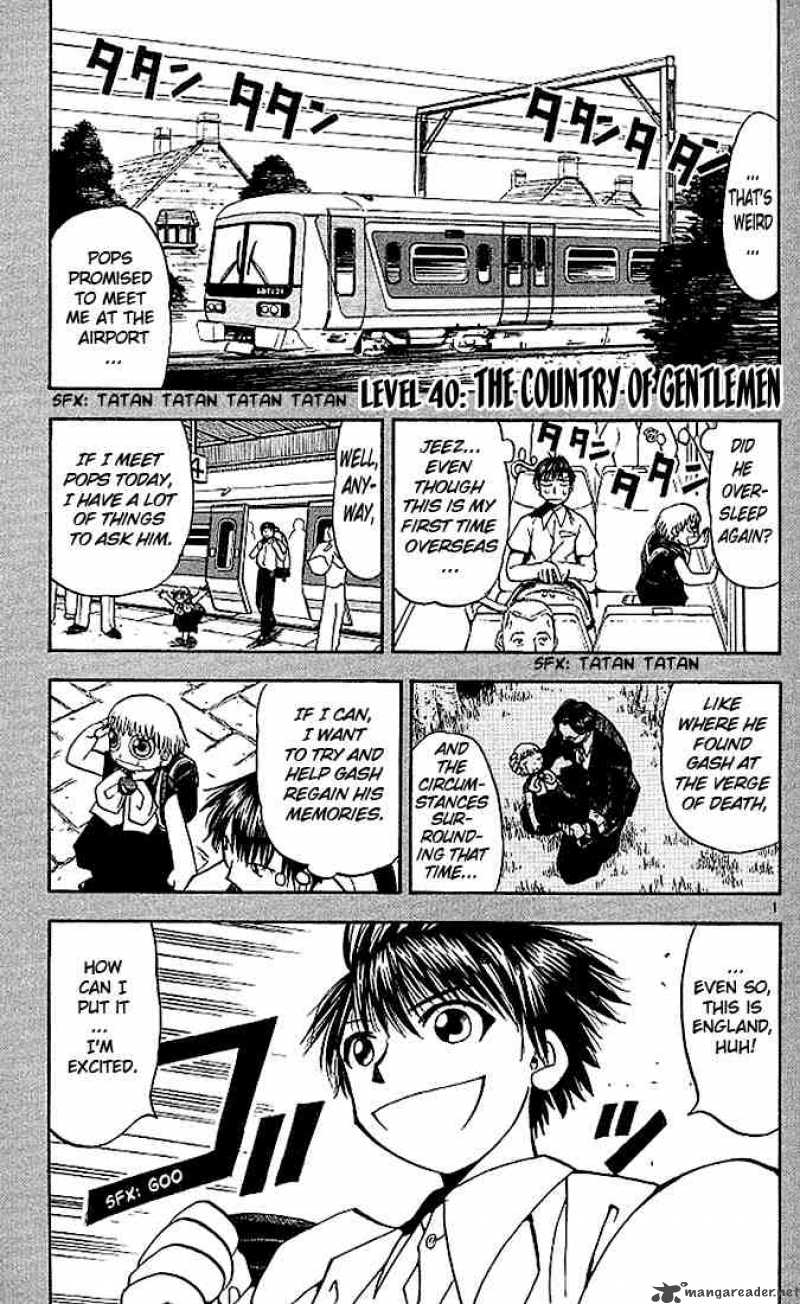 タタン タタン
タタン タタン
...
THAT'S
WEIRD
...
POPS
PROMISED
TO MEET
ME AT THE
AIRPORT
...
SFX: TATAN TATAN TATAN TATAN
LEVEL 40: THE COUNTRY OF GENTLEMEN
DID
HE
OVER-
SLEEP
AGAIN?
タタン
タタン
JEEZ...
EVEN
THOUGH
THIS IS MY
FIRST TIME
OVERSEAS
...
SFX: TATAN TATAN
WELL,
ANY-
WAY,
4
IF I MEET
POPS TODAY,
I HAVE A LOT
OF THINGS
TO ASK HIM.
LIKE
WHERE HE
FOUND
GASH AT
THE VERGE
OF DEATH,
AND
THE
CIRCUM-
STANCES
SUR-
ROUND-
ING THAT
TIME...
IF I CAN,
I WANT
TO TRY AND
HELP GASH
REGAIN HIS
MEMORIES.
1
...
EVEN SO,
THIS IS
ENGLAND,
HUH!
HOW
CAN I
PUT IT
...
I'M
EXCITED.
SFX: GOO
mangareader.net